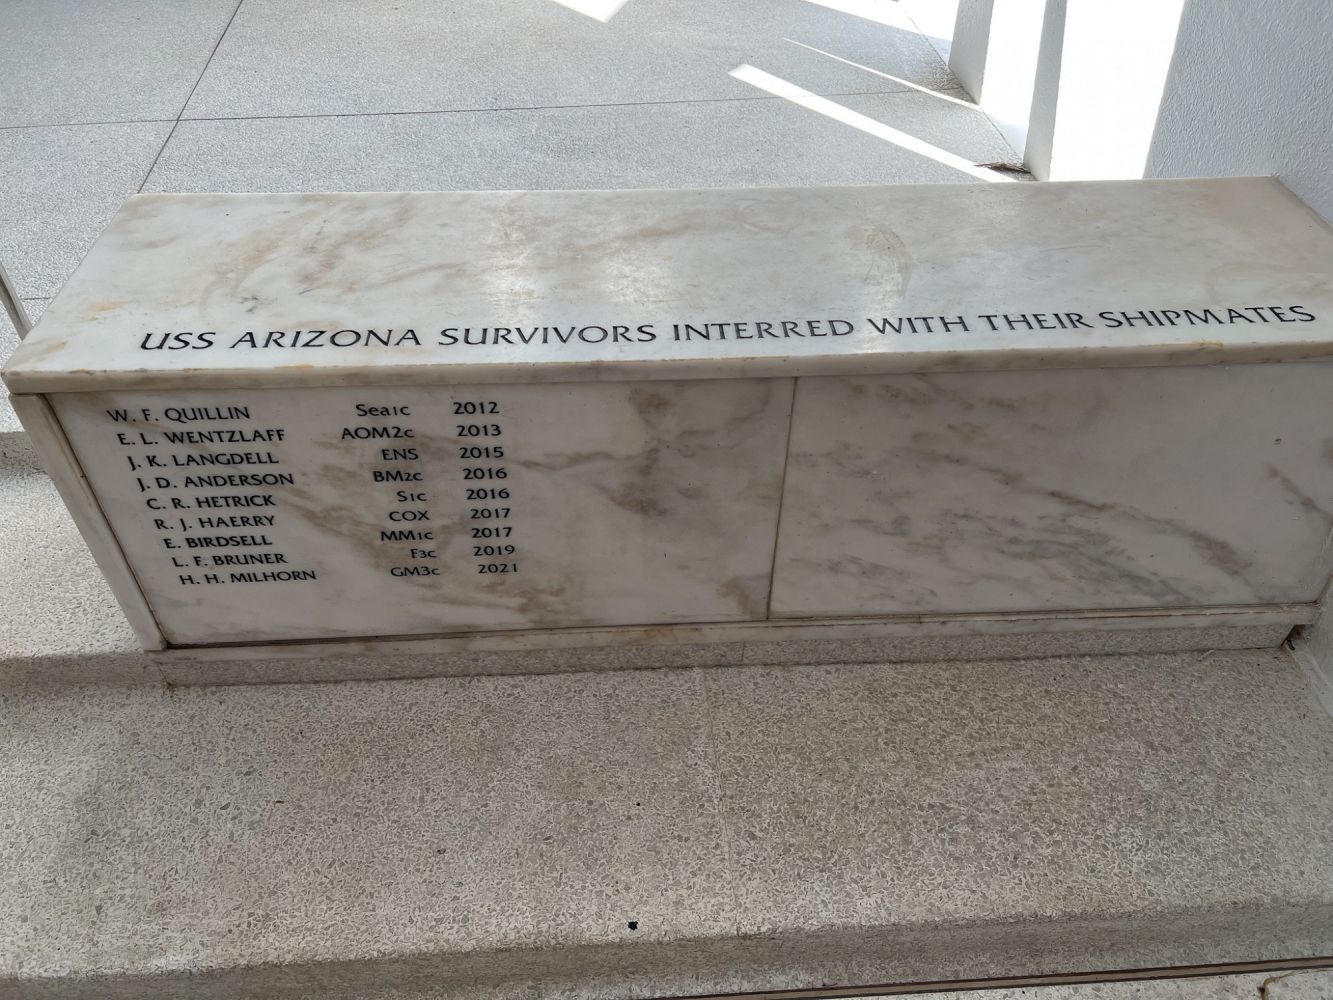 USS ARIZONA SURVIVORS INTERRED WITH THEIR SHIPMATES
W. F. QUILLIN Sea1c 2012
E. L. WENTZLAFF AOM2c 2013
J. K. LANGDELL ENS 2015
J. D. ANDERSON BM2c 2016
C. R. HETRICK S1c 2016
R. J. HAERRY COX 2017
E. BIRDSELL MM1c 2017
L. F. BRUNER F3c 2019
H. H. MILHORN GM3c 2021